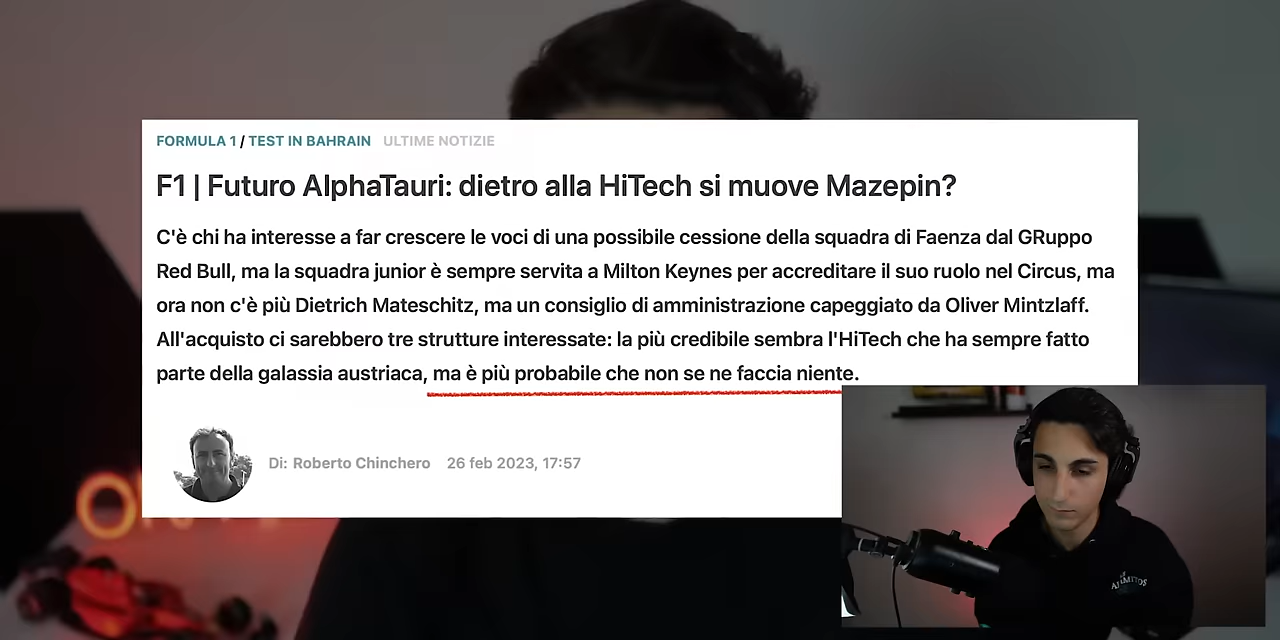 FORMULA 1 / TEST IN BAHRAIN ULTIME NOTIZIE
F1 | Futuro AlphaTauri: dietro alla HiTech si muove Mazepin?
C'è chi ha interesse a far crescere le voci di una possibile cessione della squadra di Faenza dal GRuppo
Red Bull, ma la squadra junior è sempre servita a Milton Keynes per accreditare il suo ruolo nel Circus, ma
ora non c'è più Dietrich Mateschitz, ma un consiglio di amministrazione capeggiato da Oliver Mintzlaff.
All'acquisto ci sarebbero tre strutture interessate: la più credibile sembra l'HiTech che ha sempre fatto
parte della galassia austriaca, ma è più probabile che non se ne faccia niente.
Di: Roberto Chinchero 26 feb 2023, 17:57